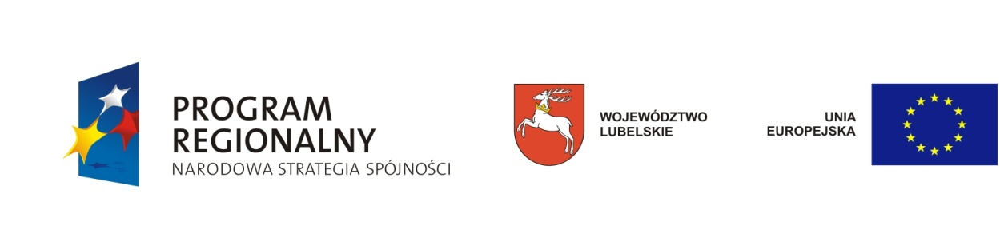 PROGRAM
REGIONALNY
NARODOWA STRATEGIA SPÓJNOŚCI
WOJEWÓDZTWO
LUBELSKIE
UNIA
EUROPEJSKA